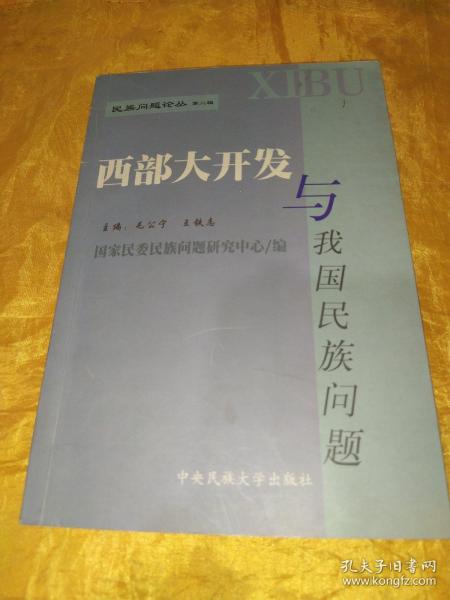 XIBU
民族问题论丛 第六辑
西部大开发
与
我国民族问题
主编：毛公宁 王铁志
国家民委民族问题研究中心/编
中央民族大学出版社
孔夫子旧书网
www.kongfz.com